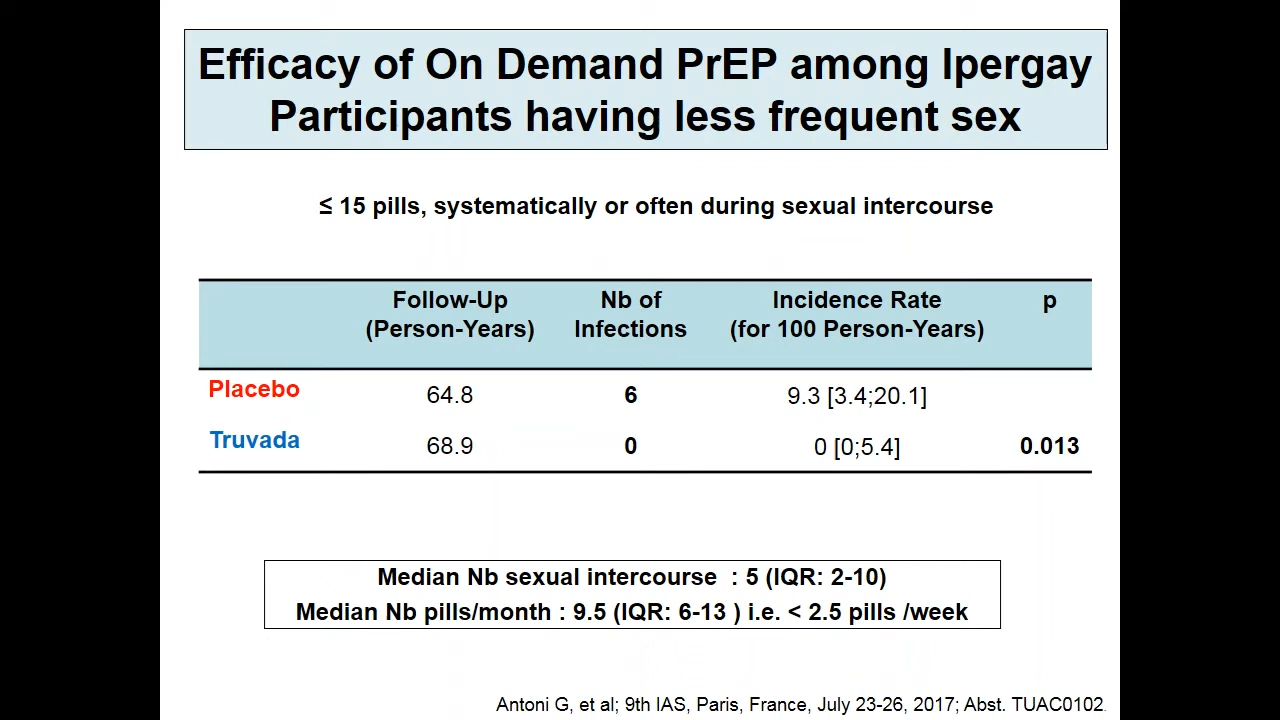 Efficacy of On Demand PrEP among Ipergay
Participants having less frequent sex
≤ 15 pills, systematically or often during sexual intercourse
Follow-Up Nb of Incidence Rate p
(Person-Years) Infections (for 100 Person-Years)
Placebo 64.8 6 9.3 [3.4;20.1]
Truvada 68.9 0 0 [0;5.4] 0.013
Median Nb sexual intercourse : 5 (IQR: 2-10)
Median Nb pills/month : 9.5 (IQR: 6-13 ) i.e. < 2.5 pills /week
Antoni G, et al; 9th IAS, Paris, France, July 23-26, 2017; Abst. TUAC0102.